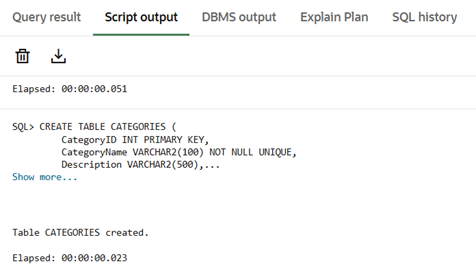 Query result Script output DBMS output Explain Plan SQL history
Elapsed: 00:00:00.051
SQL> CREATE TABLE CATEGORIES (
CategoryID INT PRIMARY KEY,
CategoryName VARCHAR2(100) NOT NULL UNIQUE,
Description VARCHAR2(500),...
Show more...
Table CATEGORIES created.
Elapsed: 00:00:00.023